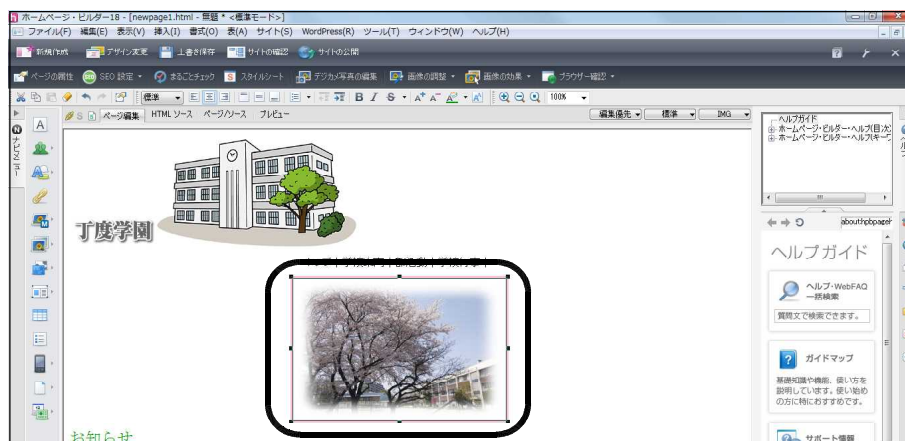 ホームページ・ビルダー18 - [newpage1.html - 無題 * <標準モード>]
ファイル(F) 編集(E) 表示(V) 挿入(I) 書式(O) 表(A) サイト(S) WordPress(R) ツール(T) ウィンドウ(W) ヘルプ(H)
新規作成 デザイン変更 上書き保存 サイトの確認 サイトの公開
ページの属性 SEO SEO 設定 まるごとチェック S スタイルシート デジカメ写真の編集 画像の調整 画像の効果 ブラウザー確認
標準 B I S A A A A 100%
S ページ編集 HTML ソース ページ/ソース プレビュー 編集優先 標準 IMG
ナビメニュー
ヘルプガイド
ホームページ・ビルダー・ヘルプ(目次)
ホームページ・ビルダー・ヘルプ(キーワ
丁度学園
about:hpbpageh
ヘルプガイド
ヘルプ・WebFAQ
一括検索
質問文で検索できます。
ガイドマップ
基礎知識や機能、使い方を
説明しています。使い始め
の方に特におすすめです。
サポート情報
お知らせ